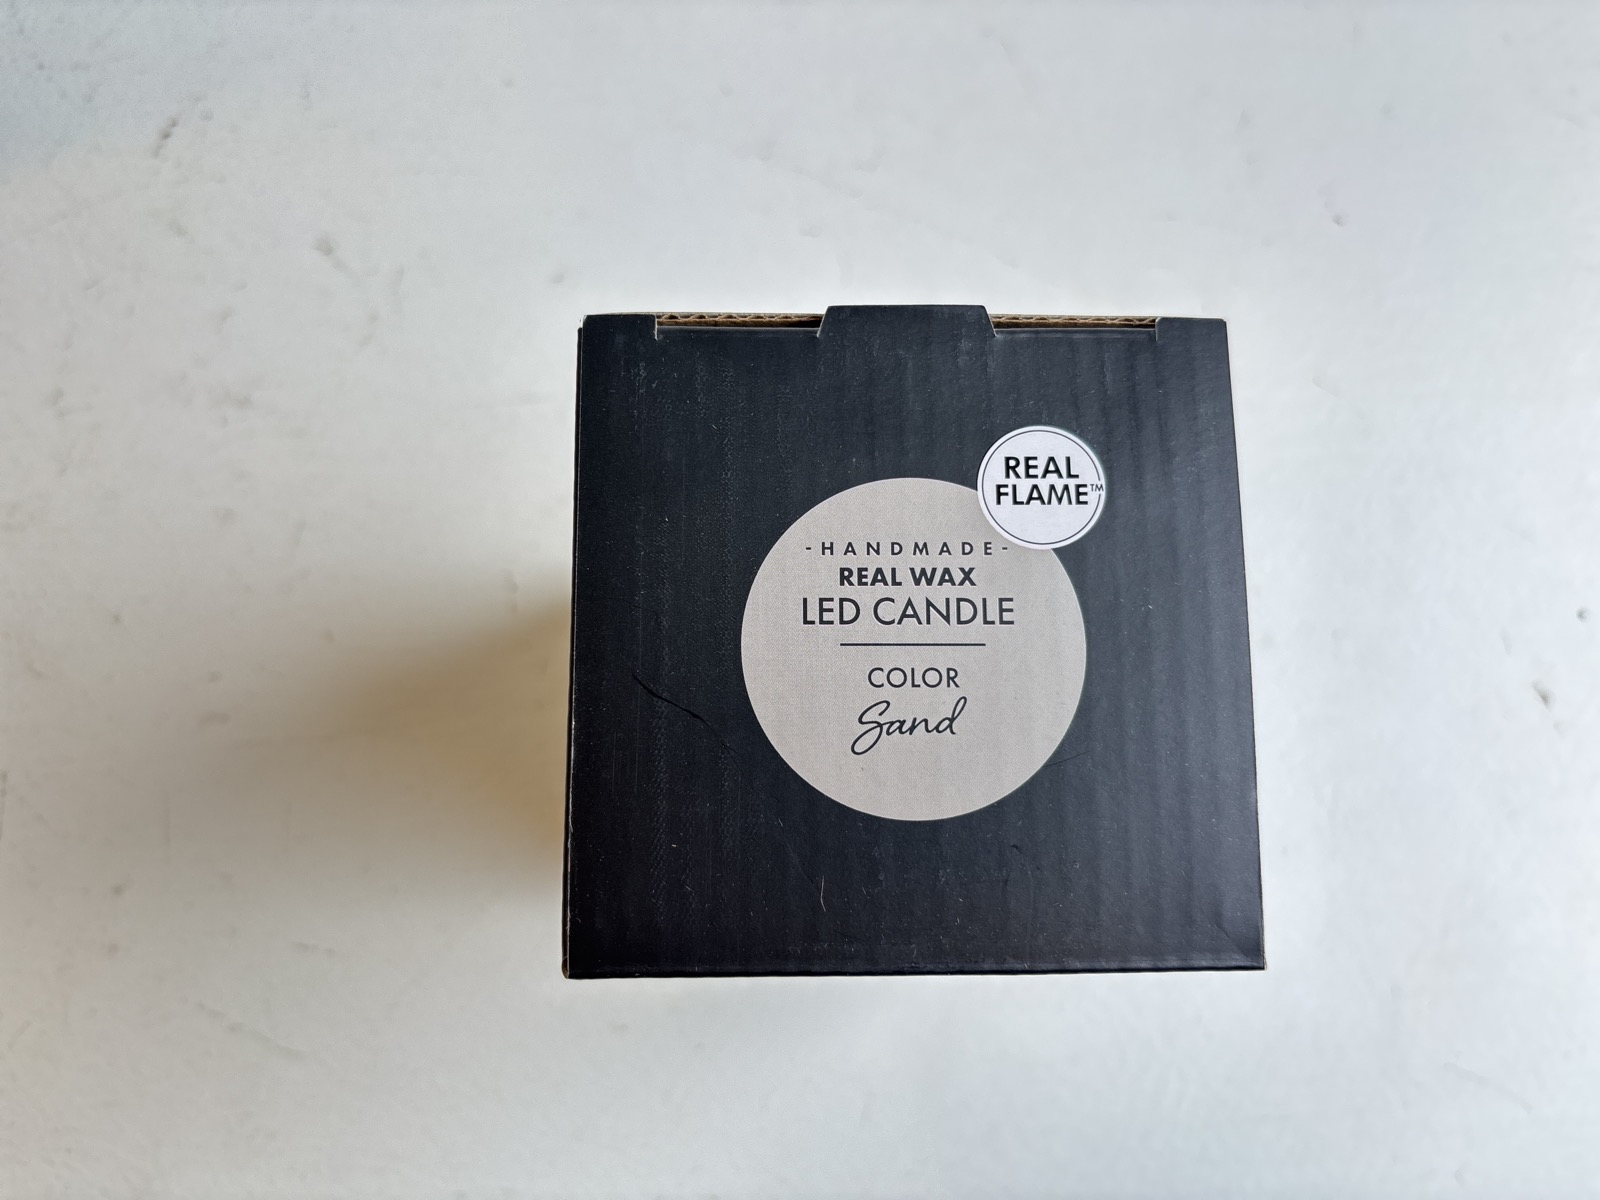 REAL
FLAME™
-HANDMADE-
REAL WAX
LED CANDLE
COLOR
Sand